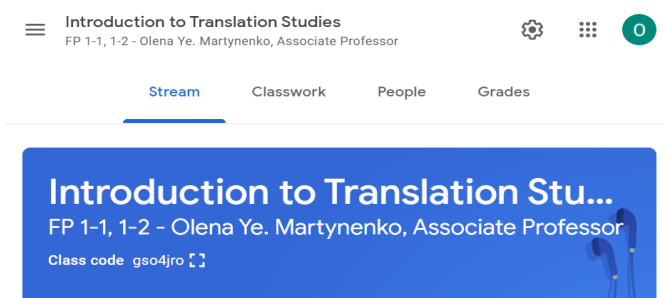 Introduction to Translation Studies
FP 1-1, 1-2 - Olena Ye. Martynenko, Associate Professor
O
Stream Classwork People Grades
Introduction to Translation Stu...
FP 1-1, 1-2 - Olena Ye. Martynenko, Associate Professor
Class code gso4jro